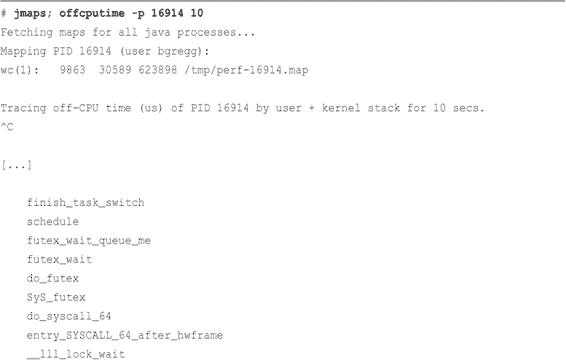 # jmaps; offcputime -p 16914 10
Fetching maps for all java processes...
Mapping PID 16914 (user bgregg):
wc(1):   9863  30589 623898 /tmp/perf-16914.map
Tracing off-CPU time (us) of PID 16914 by user + kernel stack for 10 secs.
^C
[...]
    finish_task_switch
    schedule
    futex_wait_queue_me
    futex_wait
    do_futex
    SyS_futex
    do_syscall_64
    entry_SYSCALL_64_after_hwframe
    __lll_lock_wait